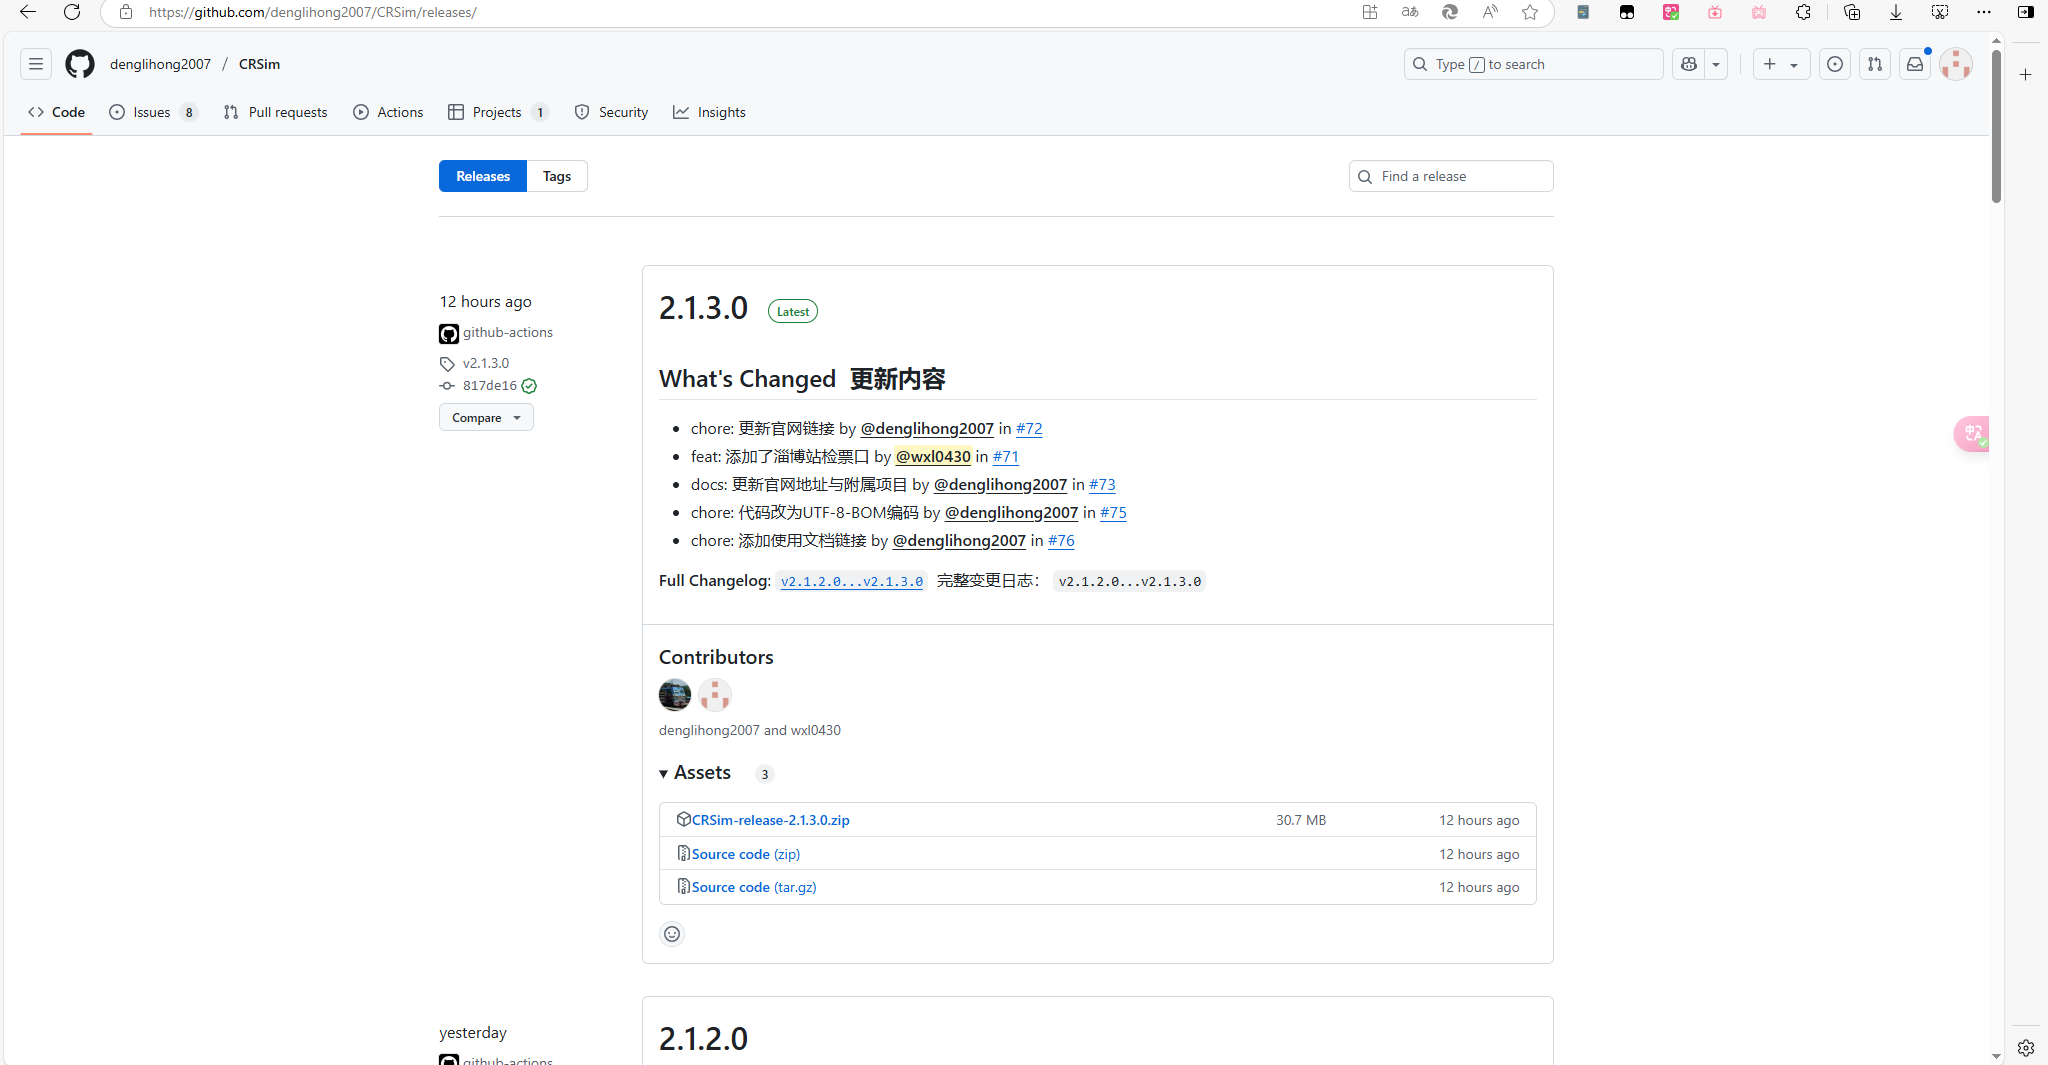 https://github.com/denglihong2007/CRSim/releases/
denglihong2007 / CRSim
Type / to search
Code
Issues 8
Pull requests
Actions
Projects 1
Security
Insights
Releases
Tags
Find a release
12 hours ago
github-actions
v2.1.3.0
817de16
Compare
2.1.3.0 Latest
What's Changed 更新内容
chore: 更新官网链接 by @denglihong2007 in #72
feat: 添加了淄博站检票口 by @wxl0430 in #71
docs: 更新官网地址与附属项目 by @denglihong2007 in #73
chore: 代码改为UTF-8-BOM编码 by @denglihong2007 in #75
chore: 添加使用文档链接 by @denglihong2007 in #76
Full Changelog: v2.1.2.0...v2.1.3.0 完整变更日志： v2.1.2.0...v2.1.3.0
Contributors
denglihong2007 and wxl0430
Assets 3
CRSim-release-2.1.3.0.zip 30.7 MB 12 hours ago
Source code (zip) 12 hours ago
Source code (tar.gz) 12 hours ago
yesterday
github-actions
2.1.2.0